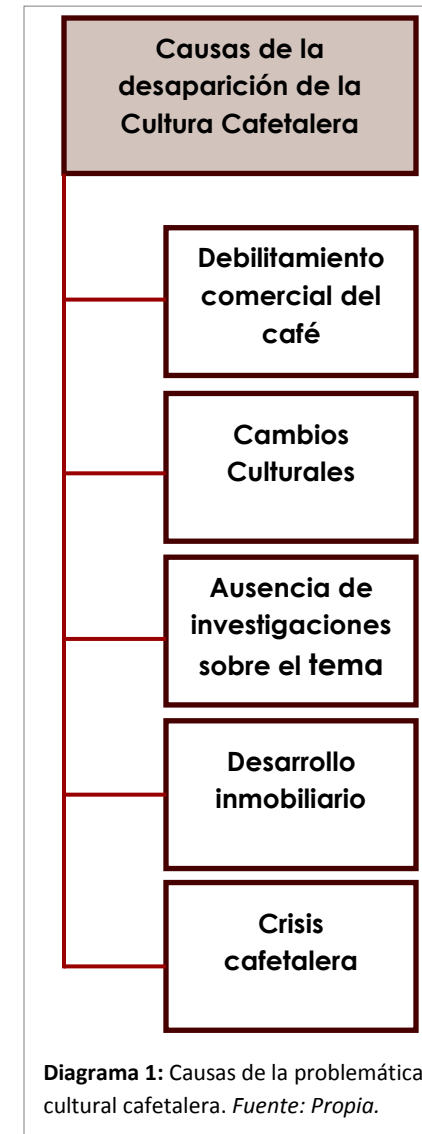 Causas de la
desaparición de la
Cultura Cafetalera
Debilitamiento
comercial del
café
Cambios
Culturales
Ausencia de
investigaciones
sobre el tema
Desarrollo
inmobiliario
Crisis
cafetalera
Diagrama 1: Causas de la problemática
cultural cafetalera. Fuente: Propia.